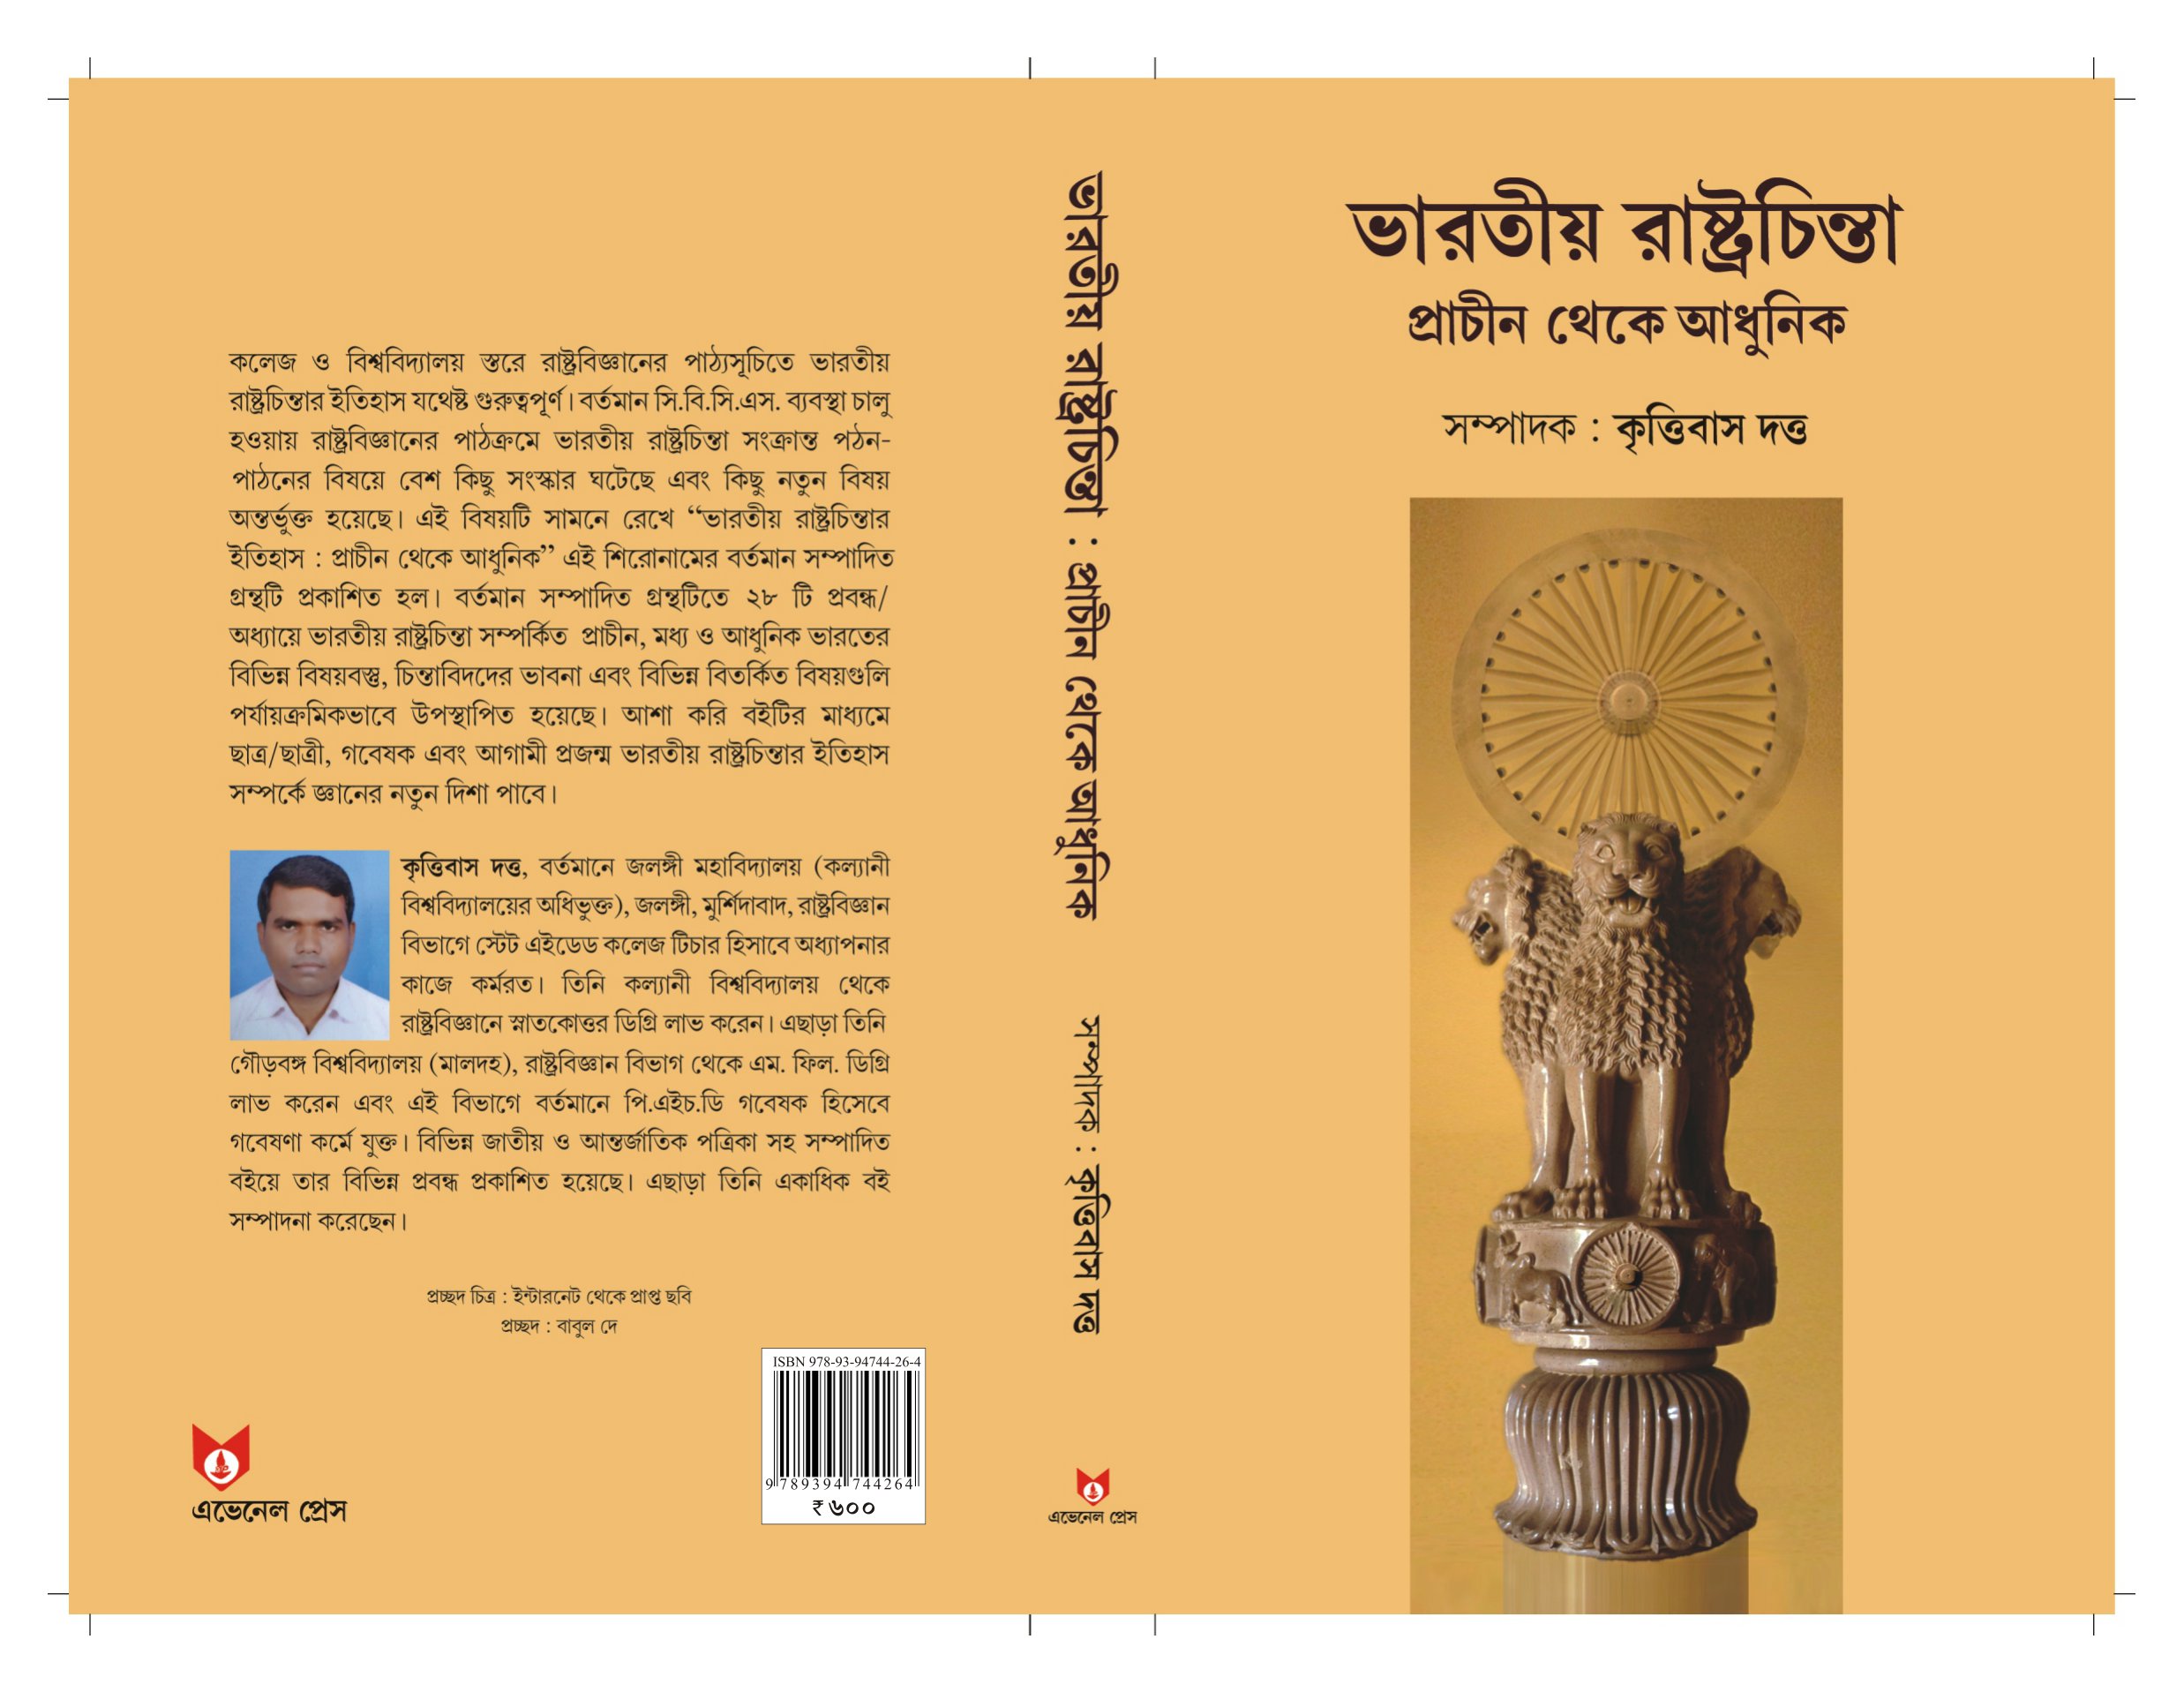 কলেজ ও বিশ্ববিদ্যালয় স্তরে রাষ্ট্রবিজ্ঞানের পাঠ্যসূচিতে ভারতীয়
রাষ্ট্রচিন্তার ইতিহাস যথেষ্ট গুরুত্বপূর্ণ। বর্তমান সি.বি.সি.এস. ব্যবস্থা চালু
হওয়ায় রাষ্ট্রবিজ্ঞানের পাঠক্রমে ভারতীয় রাষ্ট্রচিন্তা সংক্রান্ত পঠন-
পাঠনের বিষয়ে বেশ কিছু সংস্কার ঘটেছে এবং কিছু নতুন বিষয়
অন্তর্ভুক্ত হয়েছে। এই বিষয়টি সামনে রেখে “ভারতীয় রাষ্ট্রচিন্তার
ইতিহাস : প্রাচীন থেকে আধুনিক” এই শিরোনামের বর্তমান সম্পাদিত
গ্রন্থটি প্রকাশিত হল। বর্তমান সম্পাদিত গ্রন্থটিতে ২৮ টি প্রবন্ধ/
অধ্যায়ে ভারতীয় রাষ্ট্রচিন্তা সম্পর্কিত প্রাচীন, মধ্য ও আধুনিক ভারতের
বিভিন্ন বিষয়বস্তু, চিন্তাবিদদের ভাবনা এবং বিভিন্ন বিতর্কিত বিষয়গুলি
পর্যায়ক্রমিকভাবে উপস্থাপিত হয়েছে। আশা করি বইটির মাধ্যমে
ছাত্র/ছাত্রী, গবেষক এবং আগামী প্রজন্ম ভারতীয় রাষ্ট্রচিন্তার ইতিহাস
সম্পর্কে জ্ঞানের নতুন দিশা পাবে।
কৃত্তিবাস দত্ত, বর্তমানে জলঙ্গী মহাবিদ্যালয় (কল্যানী
বিশ্ববিদ্যালয়ের অধিভুক্ত), জলঙ্গী, মুর্শিদাবাদ, রাষ্ট্রবিজ্ঞান
বিভাগে স্টেট এইডেড কলেজ টিচার হিসাবে অধ্যাপনার
কাজে কর্মরত। তিনি কল্যানী বিশ্ববিদ্যালয় থেকে
রাষ্ট্রবিজ্ঞানে স্নাতকোত্তর ডিগ্রি লাভ করেন। এছাড়া তিনি
গৌড়বঙ্গ বিশ্ববিদ্যালয় (মালদহ), রাষ্ট্রবিজ্ঞান বিভাগ থেকে এম. ফিল. ডিগ্রি
লাভ করেন এবং এই বিভাগে বর্তমানে পি.এইচ.ডি গবেষক হিসেবে
গবেষণা কর্মে যুক্ত। বিভিন্ন জাতীয় ও আন্তর্জাতিক পত্রিকা সহ সম্পাদিত
বইয়ে তার বিভিন্ন প্রবন্ধ প্রকাশিত হয়েছে। এছাড়া তিনি একাধিক বই
সম্পাদনা করেছেন।
প্রচ্ছদ চিত্র : ইন্টারনেট থেকে প্রাপ্ত ছবি
প্রচ্ছদ : বাবুল দে
ISBN 978-93-94744-26-4
9 789394 744264
₹ ৬০০
এভেনেল প্রেস
ভারতীয় রাষ্ট্রচিন্তা : প্রাচীন থেকে আধুনিক
সম্পাদক : কৃত্তিবাস দত্ত
এভেনেল প্রেস
ভারতীয় রাষ্ট্রচিন্তা
প্রাচীন থেকে আধুনিক
সম্পাদক : কৃত্তিবাস দত্ত